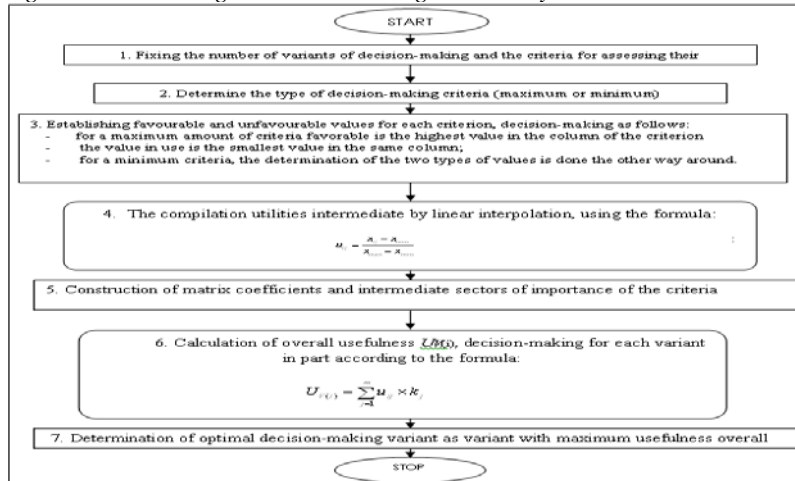 START
1. Fixing the number of variants of decision-making and the criteria for assessing their
2. Determine the type of decision-making criteria (maximum or minimum)
3. Establishing favourable and unfavourable values for each criterion, decision-making as follows:
- for a maximum amount of criteria favorable is the highest value in the column of the criterion
- the value in use is the smallest value in the same column;
- for a minimum criteria, the determination of the two types of values is done the other way around.
4. The compilation utilities intermediate by linear interpolation, using the formula:
5. Construction of matrix coefficients and intermediate sectors of importance of the criteria
6. Calculation of overall usefulness decision-making for each variant
in part according to the formula:
7. Determination of optimal decision-making variant as variant with maximum usefulness overall
STOP